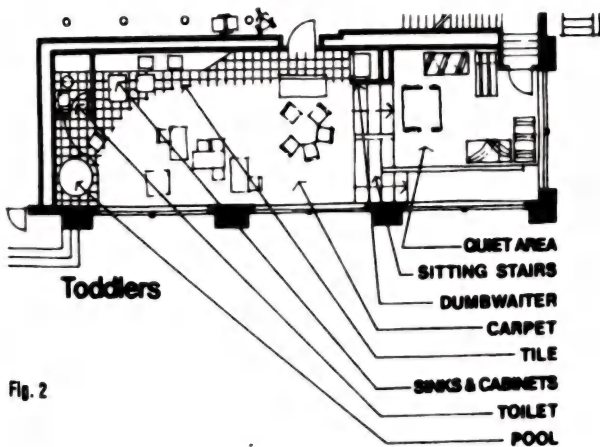 QUIET AREA
SITTING STAIRS
DUMBWAITER
Toddlers
CARPET
TILE
Fig. 2
SINKS & CABINETS
TOILET
POOL